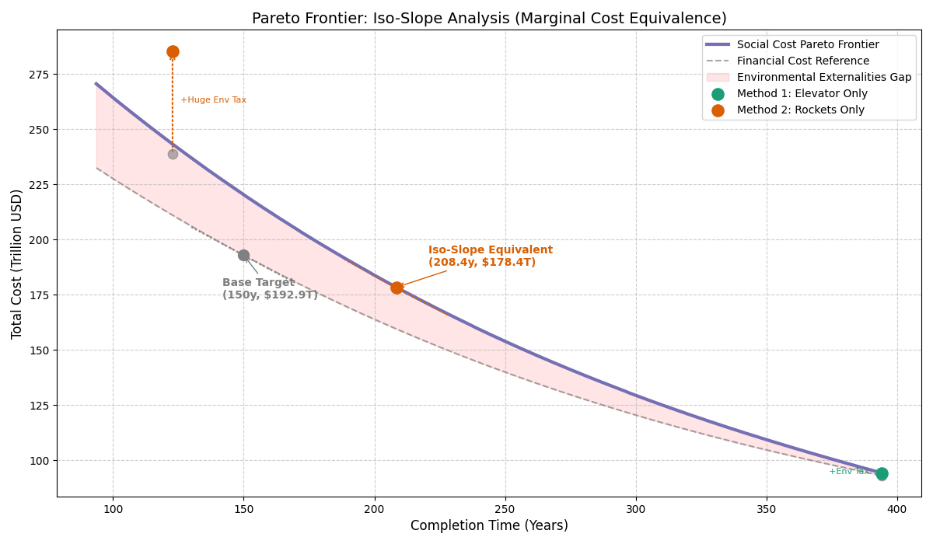 Pareto Frontier: Iso-Slope Analysis (Marginal Cost Equivalence)
Social Cost Pareto Frontier
Financial Cost Reference
Environmental Externalities Gap
Method 1: Elevator Only
Method 2: Rockets Only
+Huge Env Tax
Iso-Slope Equivalent
(208.4y, $178.4T)
Base Target
(150y, $192.9T)
+Env Tax
Total Cost (Trillion USD)
275
250
225
200
175
150
125
100
100 150 200 250 300 350 400
Completion Time (Years)